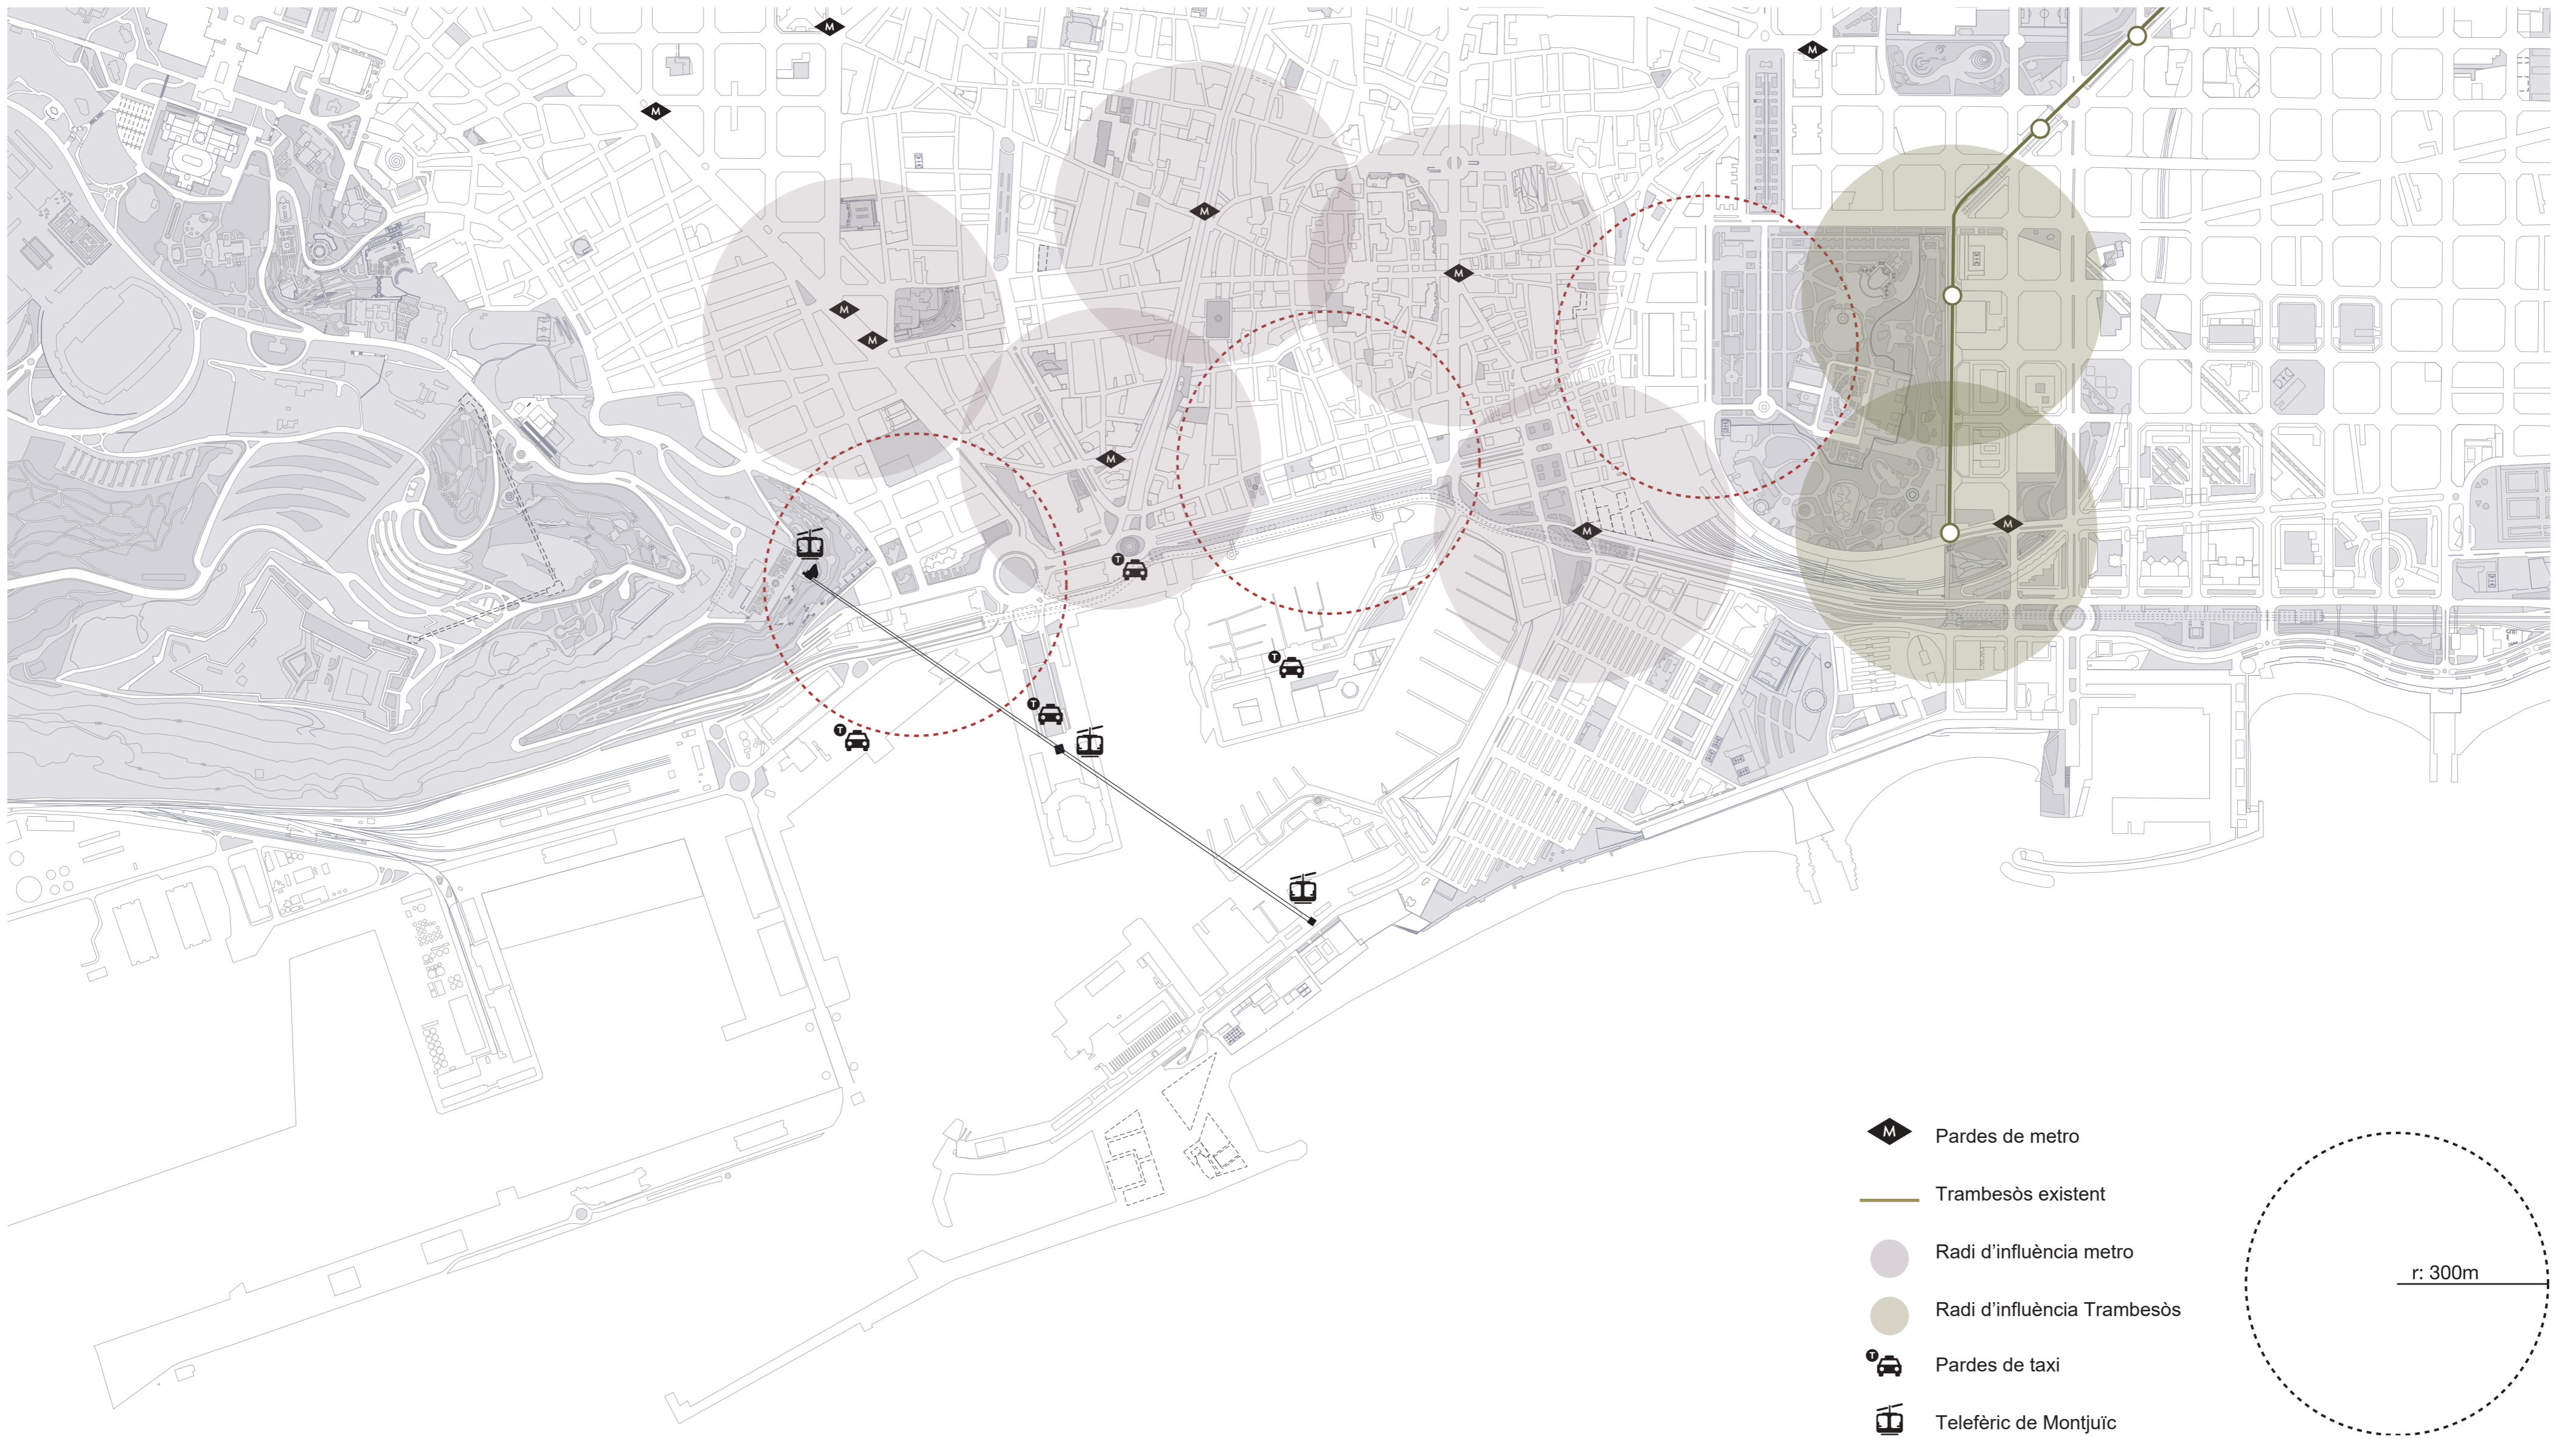 M
M
M
M
M
M
M
M
M
M
M
T
T
T
T
M
Pardes de metro
Trambesòs existent
Radi d'influència metro
r: 300m
Radi d'influència Trambesòs
T
Pardes de taxi
Telefèric de Montjuïc